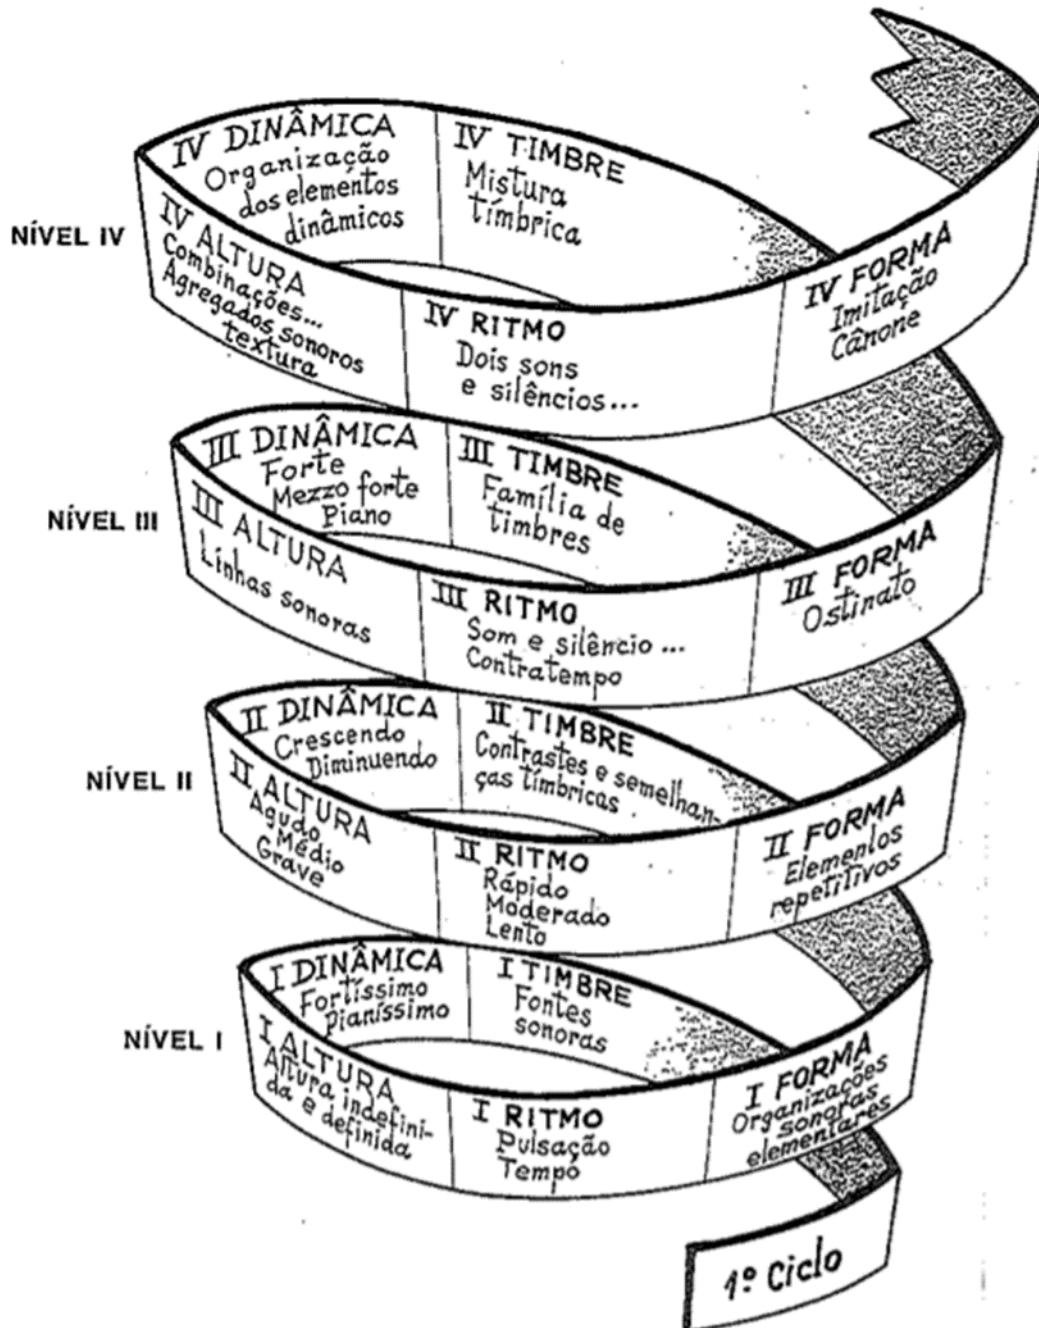 NÍVEL IV
IV DINÂMICA
Organização
dos elementos
dinâmicos
IV TIMBRE
Mistura
tímbrica
IV ALTURA
Combinações...
Agregados sonoros
textura
IV RITMO
Dois sons
e silêncios...
IV FORMA
Imitação
Cânone
NÍVEL III
III DINÂMICA
Forte
Mezzo forte
Piano
III TIMBRE
Família de
timbres
III ALTURA
Linhas sonoras
III RITMO
Som e silêncio...
Contratempo
III FORMA
Ostinato
NÍVEL II
II DINÂMICA
Crescendo
Diminuendo
II TIMBRE
Contrastes e semelhan-
ças tímbricas
II ALTURA
Agudo
Médio
Grave
II RITMO
Rápido
Moderado
Lento
II FORMA
Elementos
repetitivos
NÍVEL I
I DINÂMICA
Fortíssimo
Pianíssimo
I TIMBRE
Fontes
sonoras
I ALTURA
Altura indefini-
da e definida
I RITMO
Pulsação
Tempo
I FORMA
Organizações
sonoras
elementares
1º Ciclo